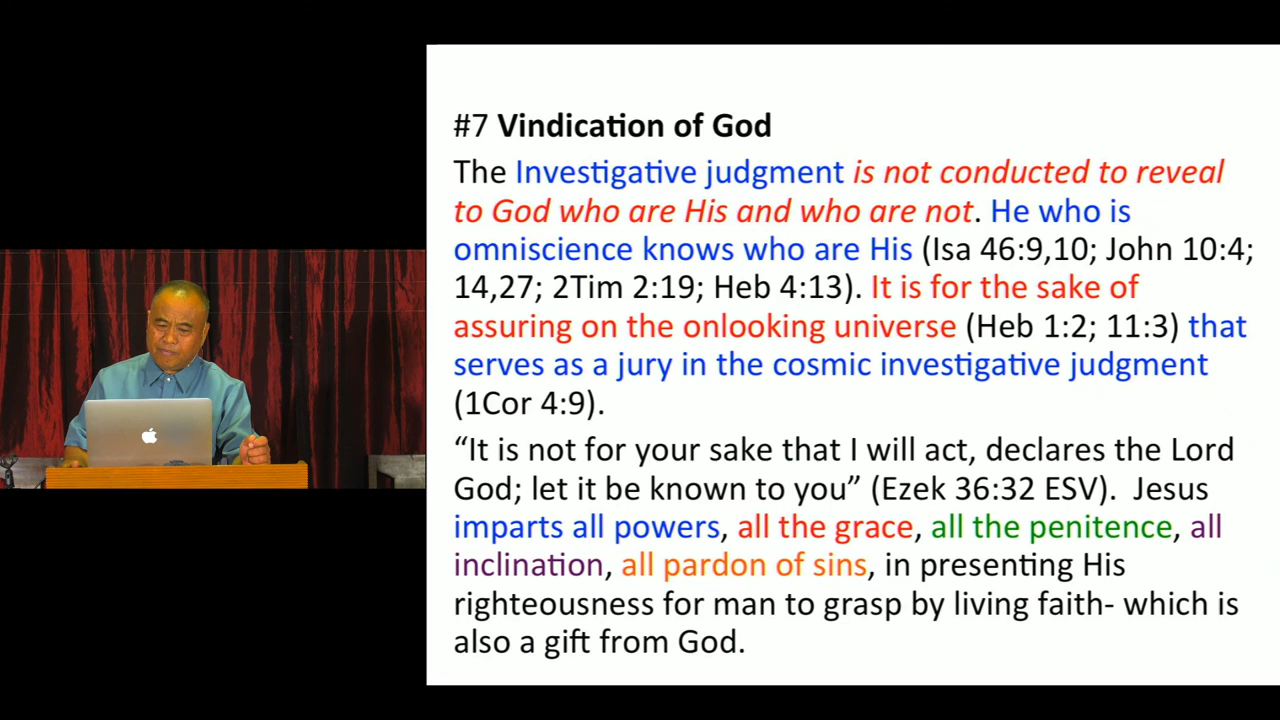 #7 Vindication of God
The Investigative judgment is not conducted to reveal
to God who are His and who are not. He who is
omniscience knows who are His (Isa 46:9,10; John 10:4;
14,27; 2Tim 2:19; Heb 4:13). It is for the sake of
assuring on the onlooking universe (Heb 1:2; 11:3) that
serves as a jury in the cosmic investigative judgment
(1Cor 4:9).
“It is not for your sake that I will act, declares the Lord
God; let it be known to you” (Ezek 36:32 ESV).  Jesus
imparts all powers, all the grace, all the penitence, all
inclination, all pardon of sins, in presenting His
righteousness for man to grasp by living faith- which is
also a gift from God.